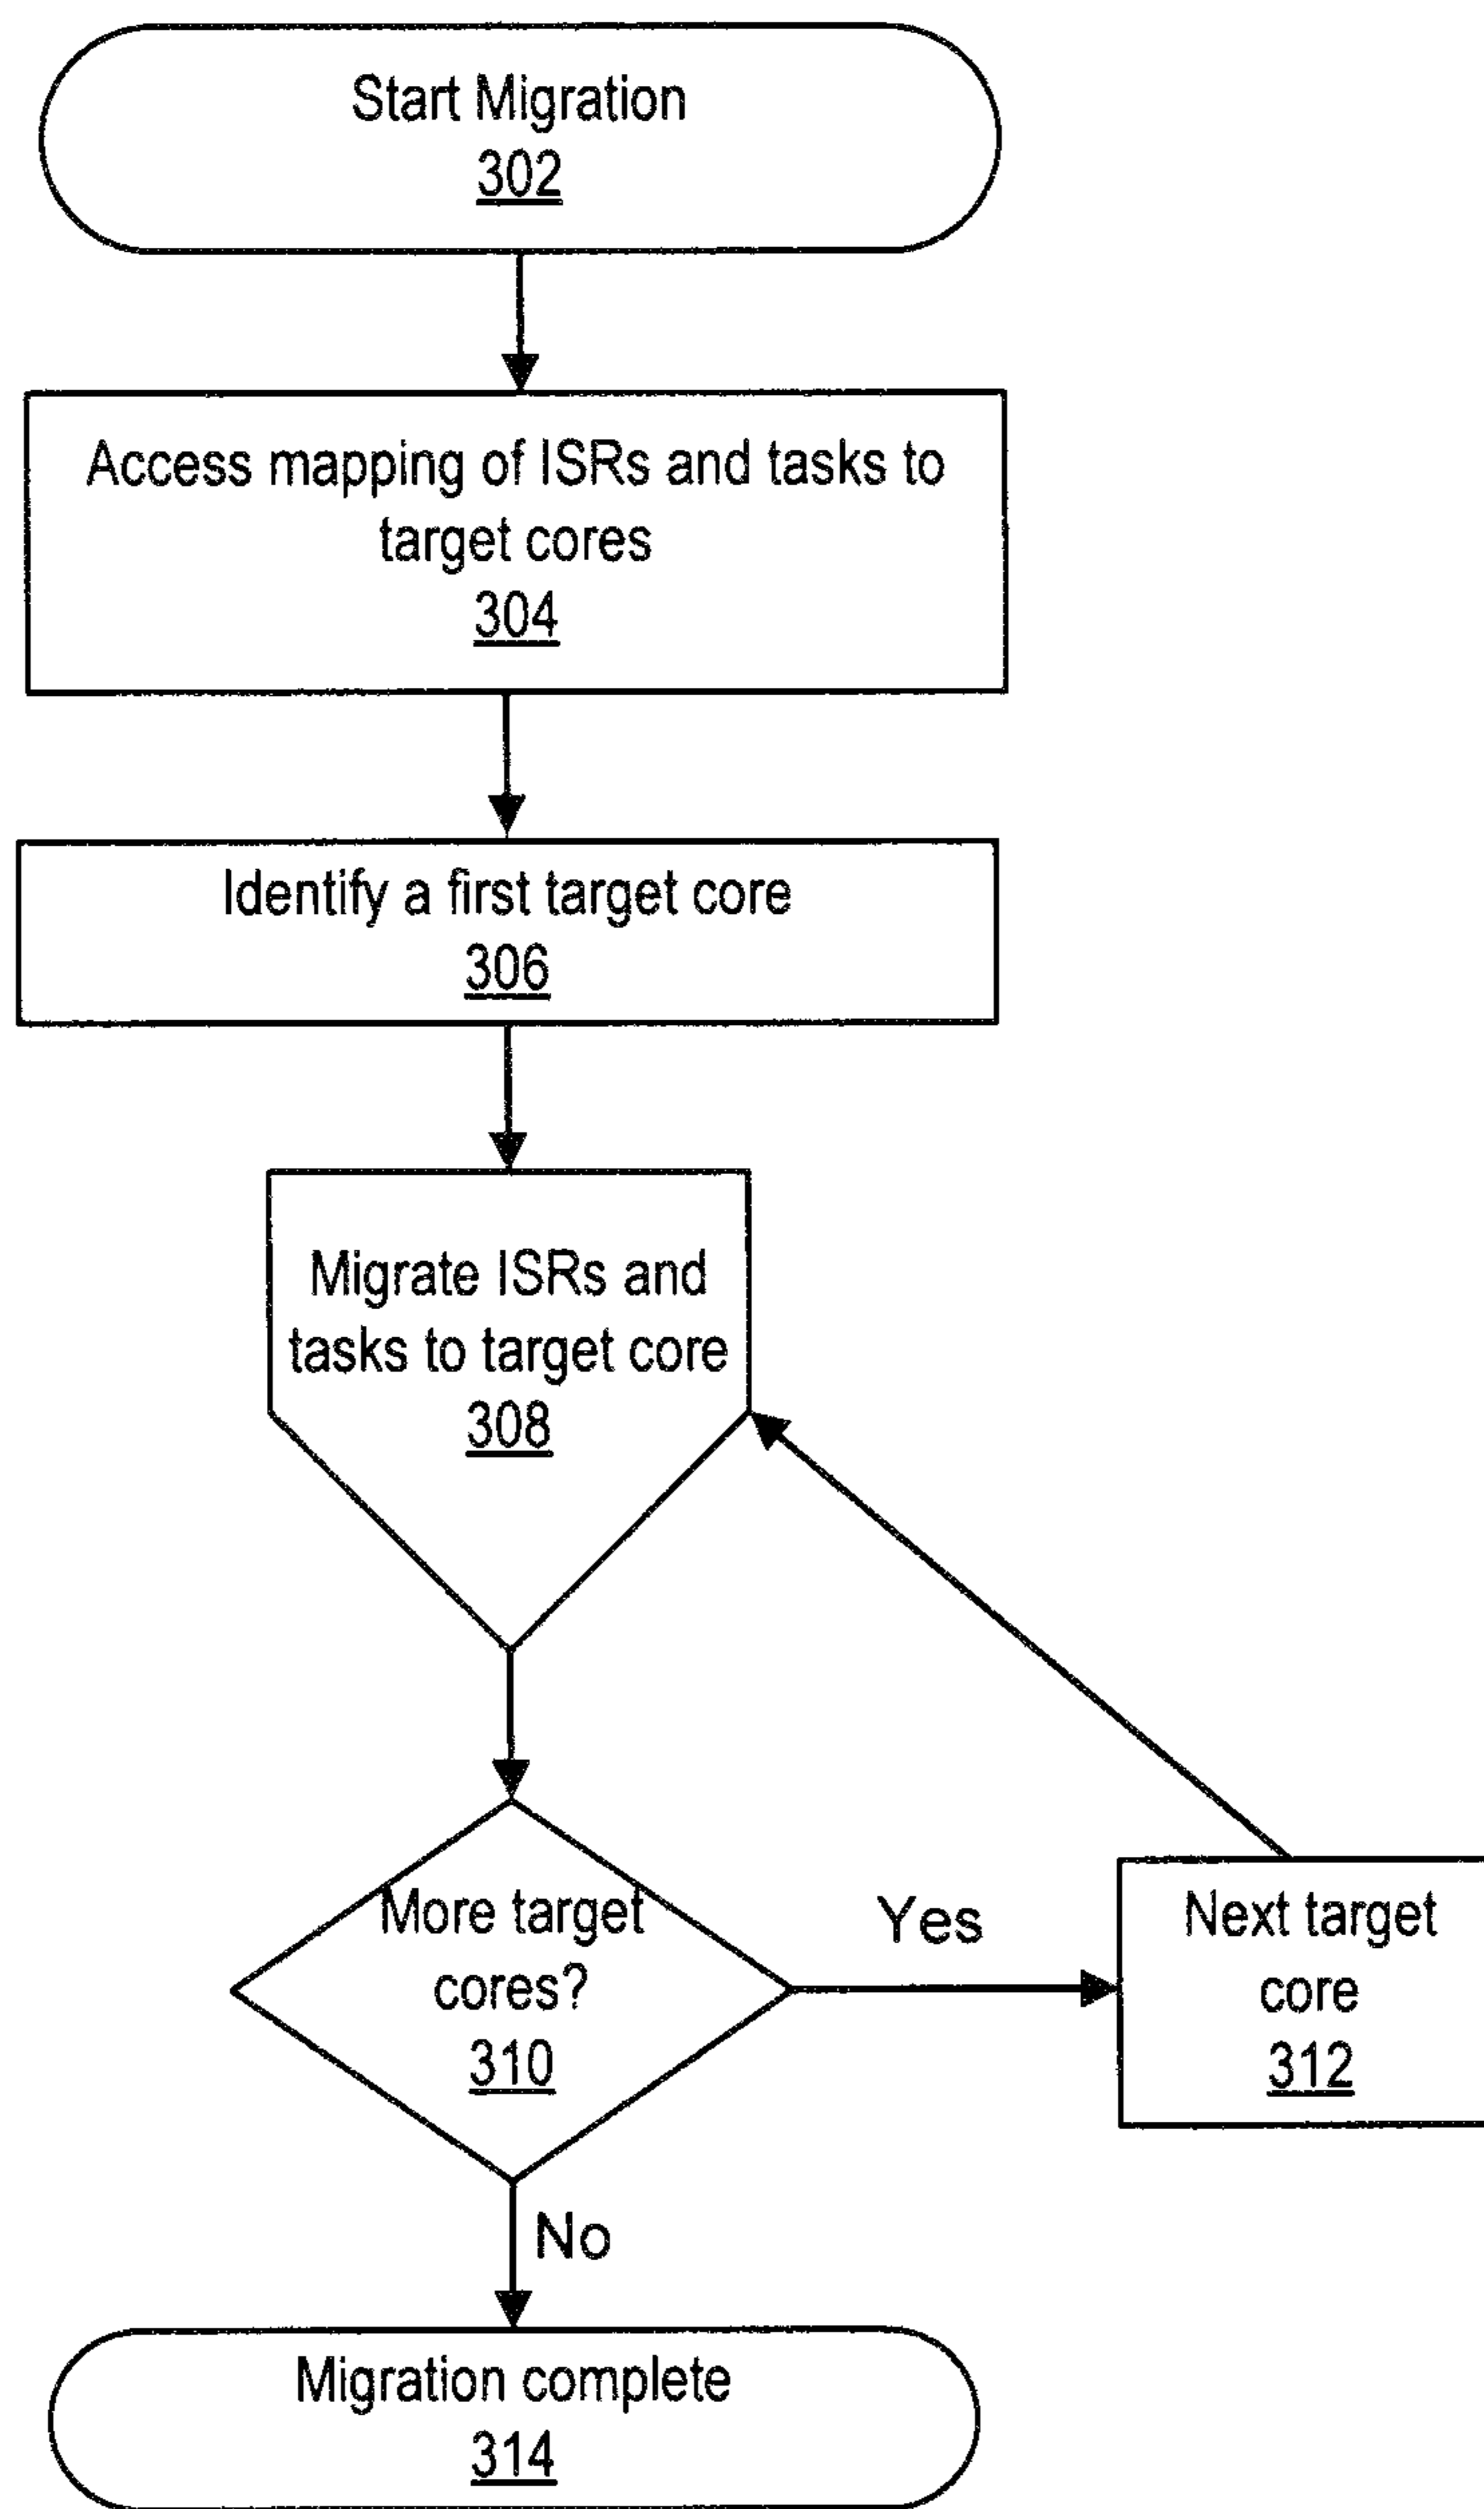 Start Migration
302
Access mapping of ISRs and tasks to
target cores
304
Identify a first target core
306
Migrate ISRs and
tasks to target core
308
More target
cores?
310
Yes
Next target
core
312
No
Migration complete
314